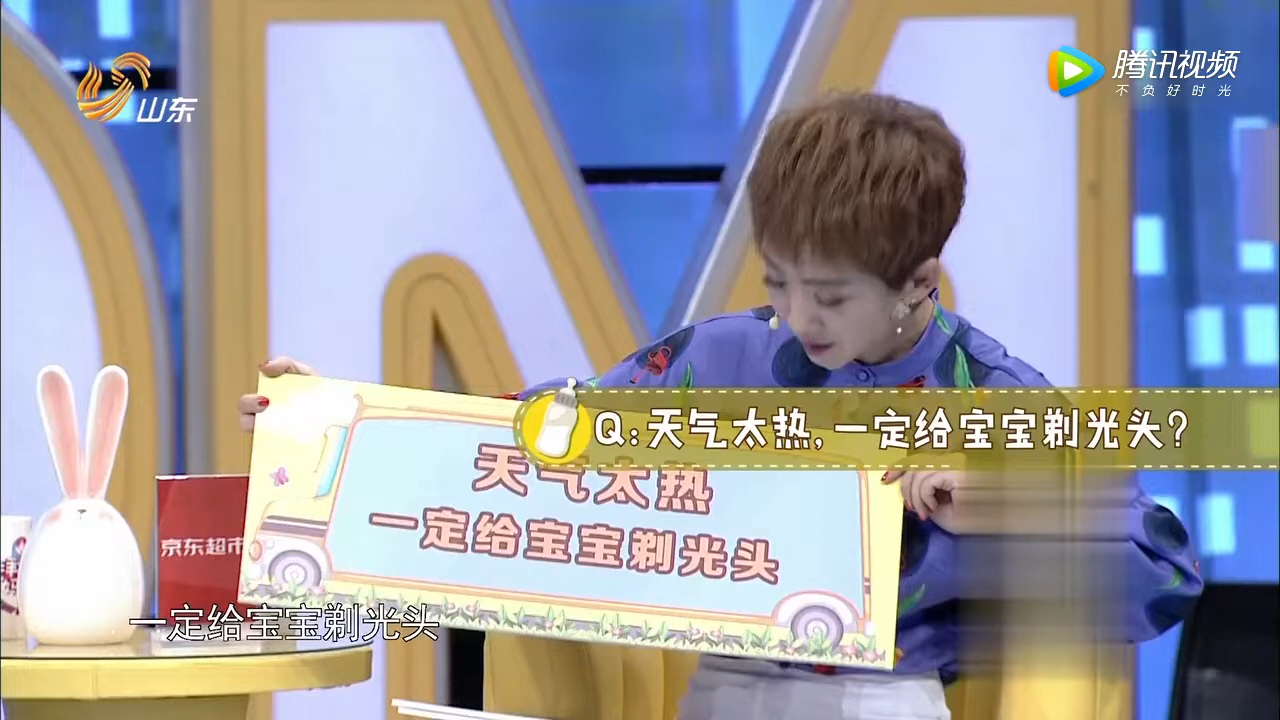 山东
腾讯视频
不负好时光
Q:天气太热,一定给宝宝剃光头?
天气太热
一定给宝宝剃光头
京东超市
一定给宝宝剃光头